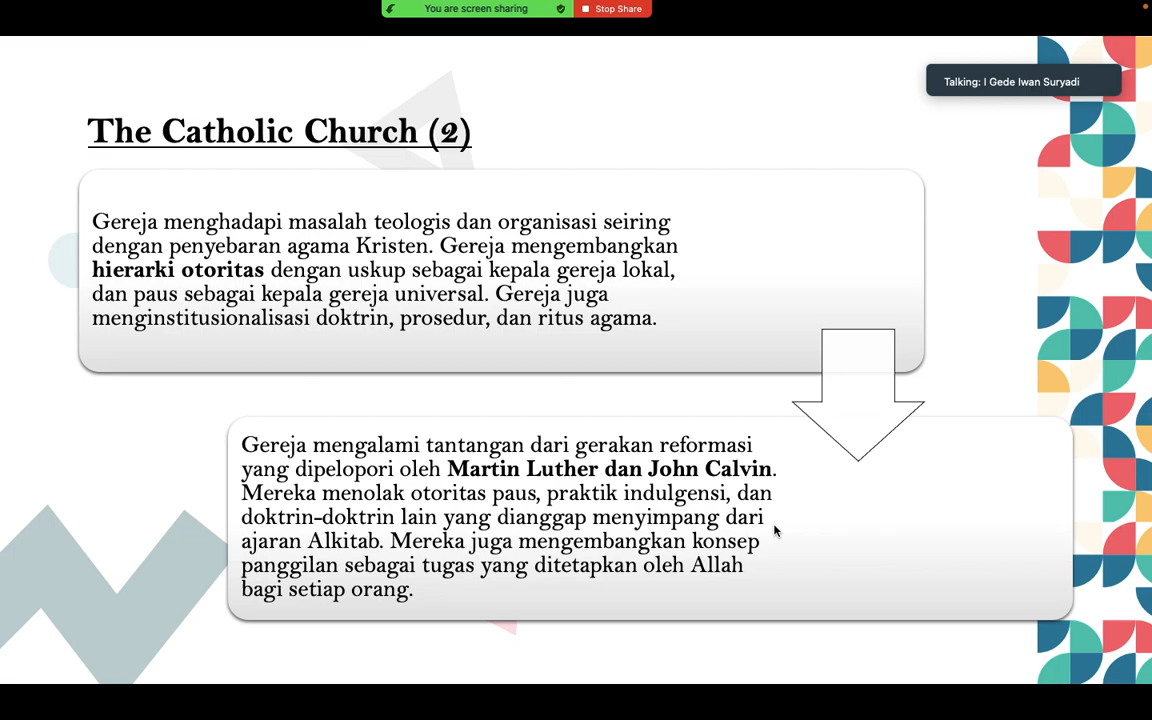 You are screen sharing
Stop Share
Talking: I Gede Iwan Suryadi
The Catholic Church (2)
Gereja menghadapi masalah teologis dan organisasi seiring
dengan penyebaran agama Kristen. Gereja mengembangkan
hierarki otoritas dengan uskup sebagai kepala gereja lokal,
dan paus sebagai kepala gereja universal. Gereja juga
menginstitusionalisasi doktrin, prosedur, dan ritus agama.
Gereja mengalami tantangan dari gerakan reformasi
yang dipelopori oleh Martin Luther dan John Calvin.
Mereka menolak otoritas paus, praktik indulgensi, dan
doktrin-doktrin lain yang dianggap menyimpang dari
ajaran Alkitab. Mereka juga mengembangkan konsep
panggilan sebagai tugas yang ditetapkan oleh Allah
bagi setiap orang.